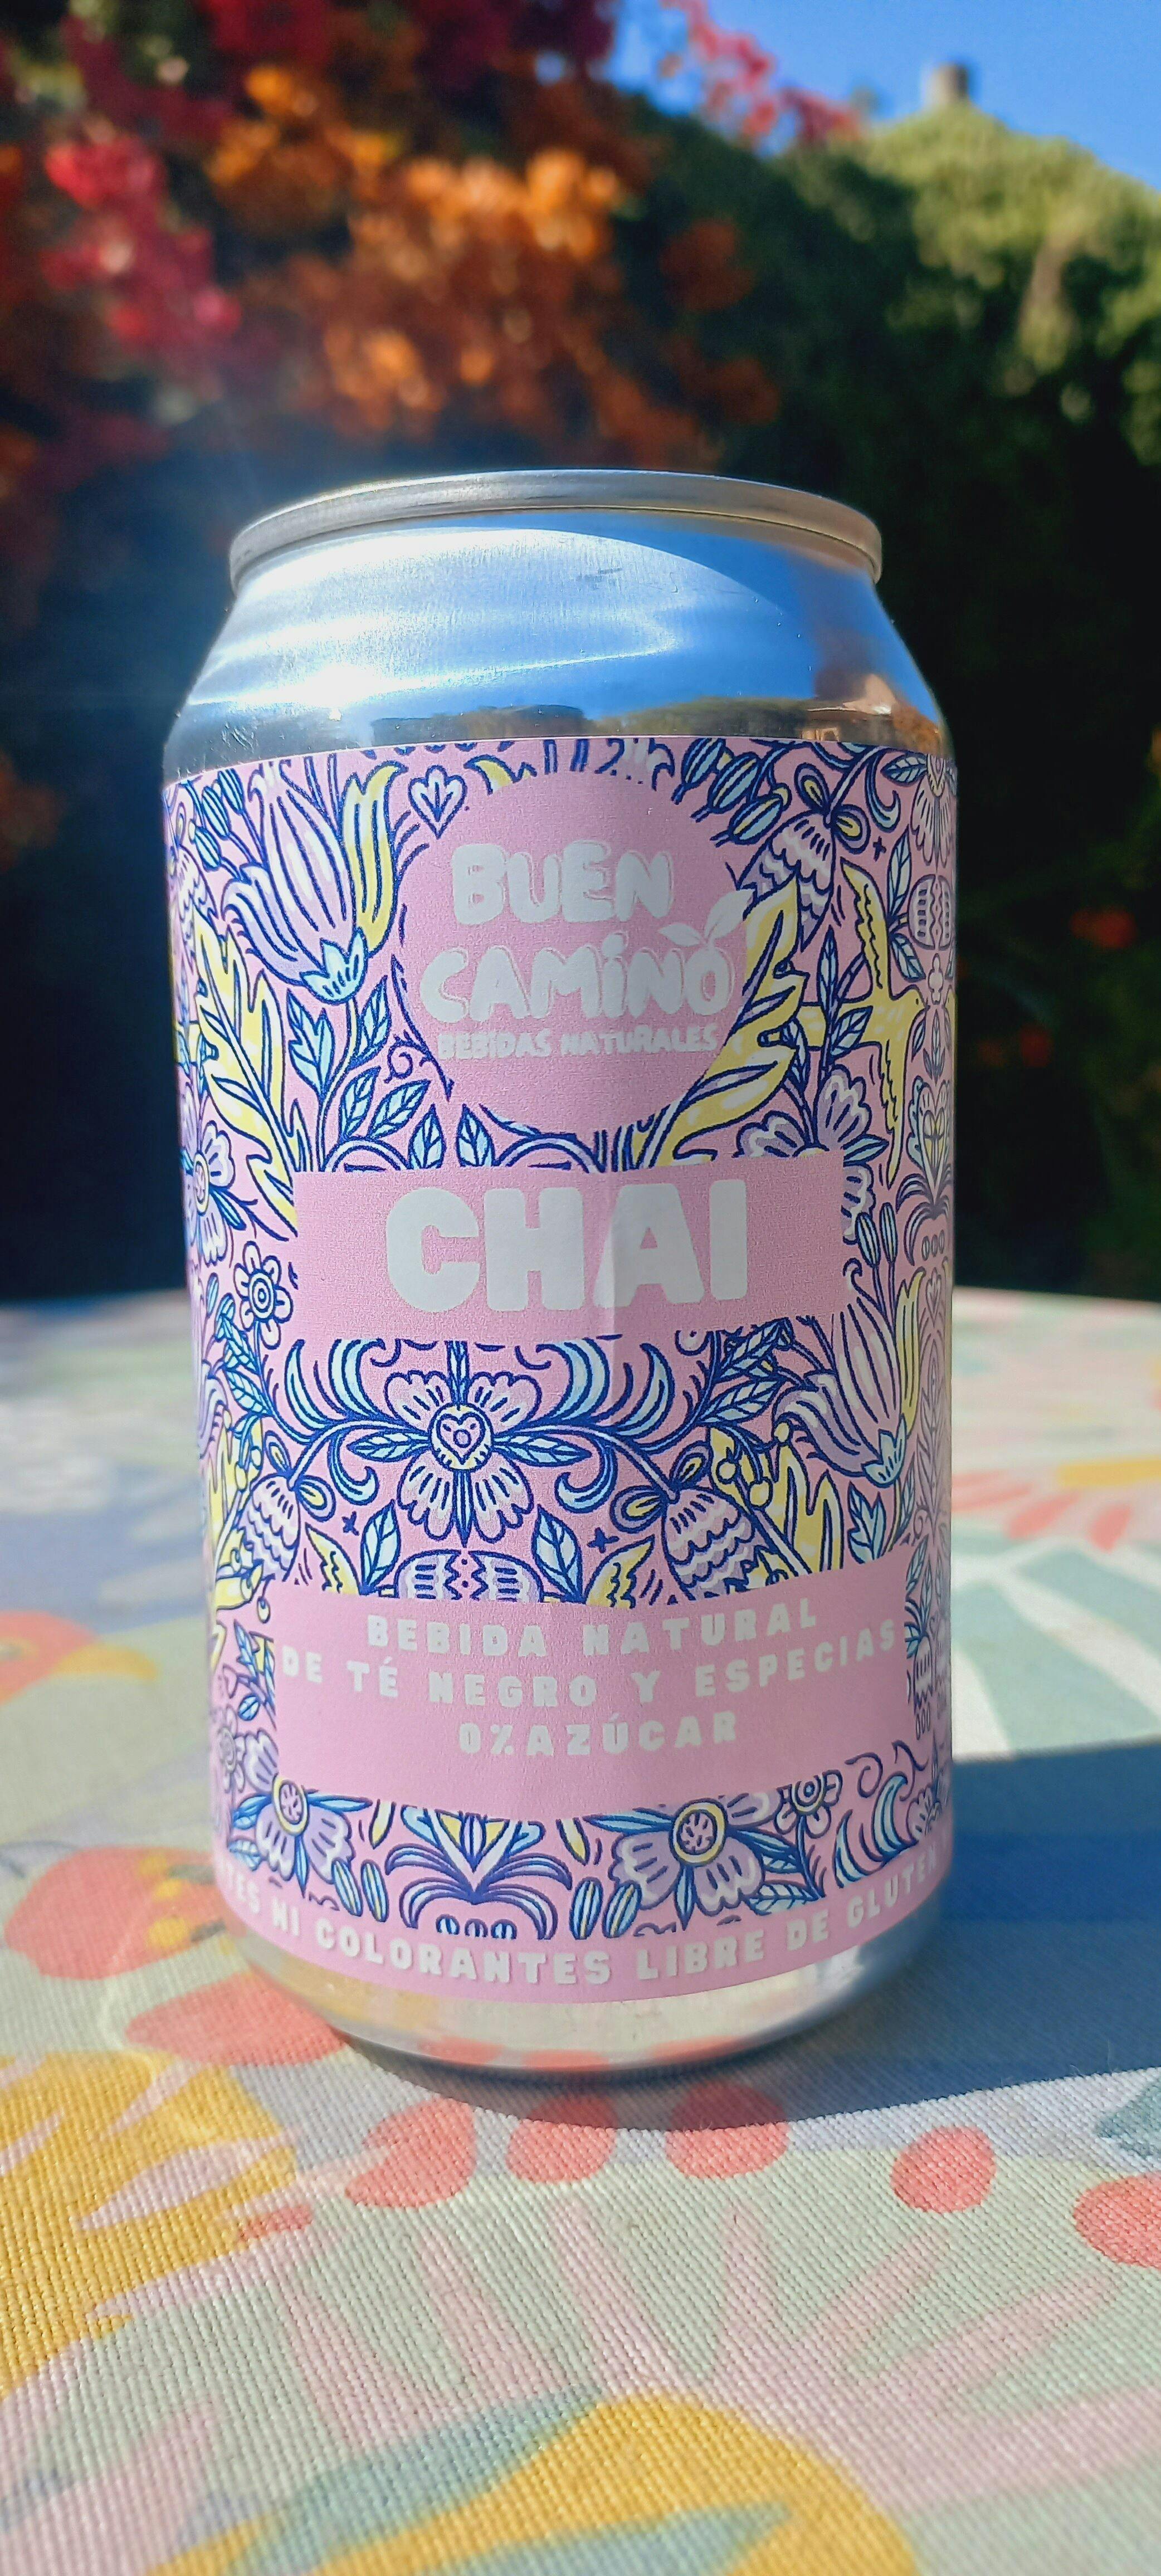 BUEN
CAMINO
BEBIDAS NATURALES
CHAI
BEBIDA NATURAL
DE TÉ NEGRO Y ESPECIAS
0% AZÚCAR
NI COLORANTES LIBRE DE GLUTEN